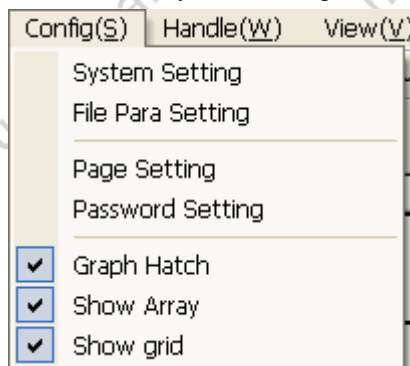 Config(S) Handle(W) View(V)
System Setting
File Para Setting
Page Setting
Password Setting
Graph Hatch
Show Array
Show grid